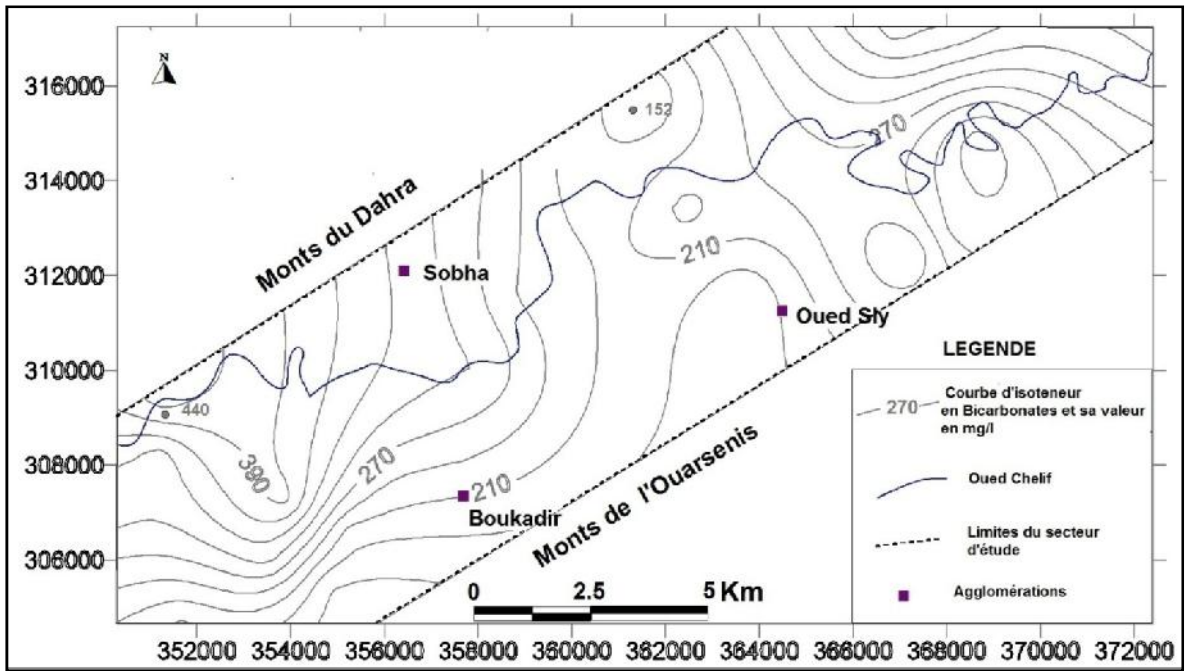 N
316000
314000
312000
310000
308000
306000
152
270
Monts du Dahra
Sobha
210
Oued Sly
440
390
270
210
Boukadir
Monts de l'Ouarsenis
0 2.5 5 Km
LEGENDE
270 Courbe d'isoteneur
en Bicarbonates et sa valeur
en mg/l
Oued Chelif
Limites du secteur
d'étude
Agglomérations
352000 354000 356000 358000 360000 362000 364000 366000 368000 370000 372000